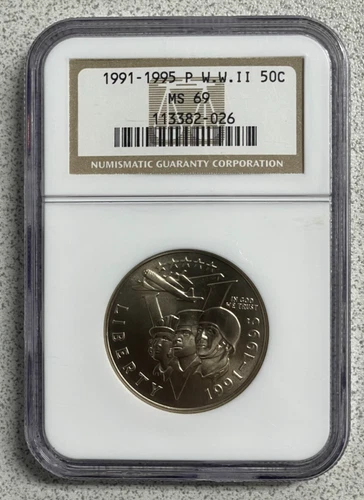 1991-1995 P W.W.II 50C
MS 69
113382-026
NUMISMATIC GUARANTY CORPORATION
IN GOD
WE TRUST
LIBERTY
1991-1995